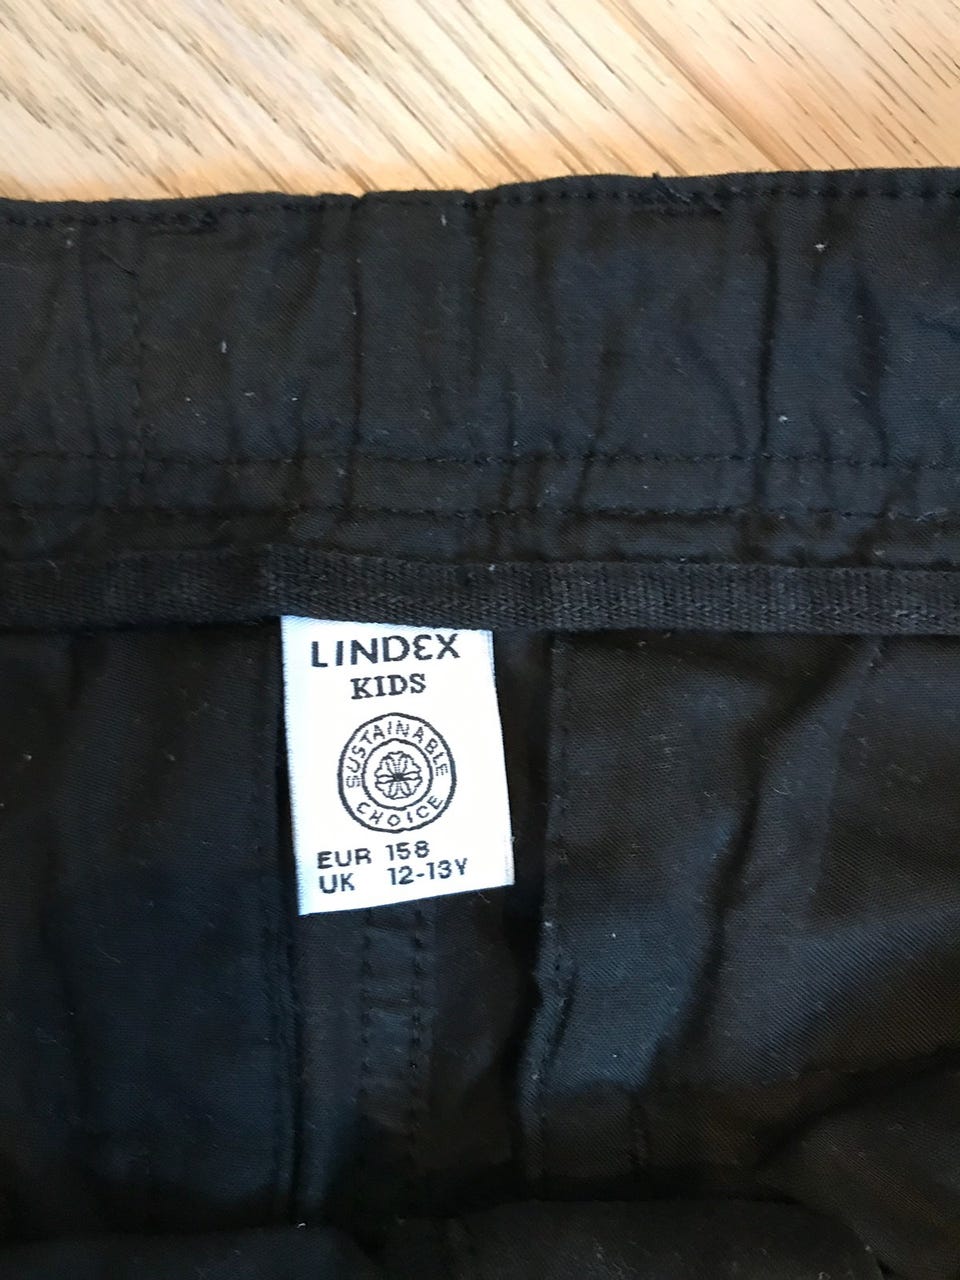 LINDEX
KIDS
SUSTAINABLE
CHOICE
EUR 158
UK 12-13Y